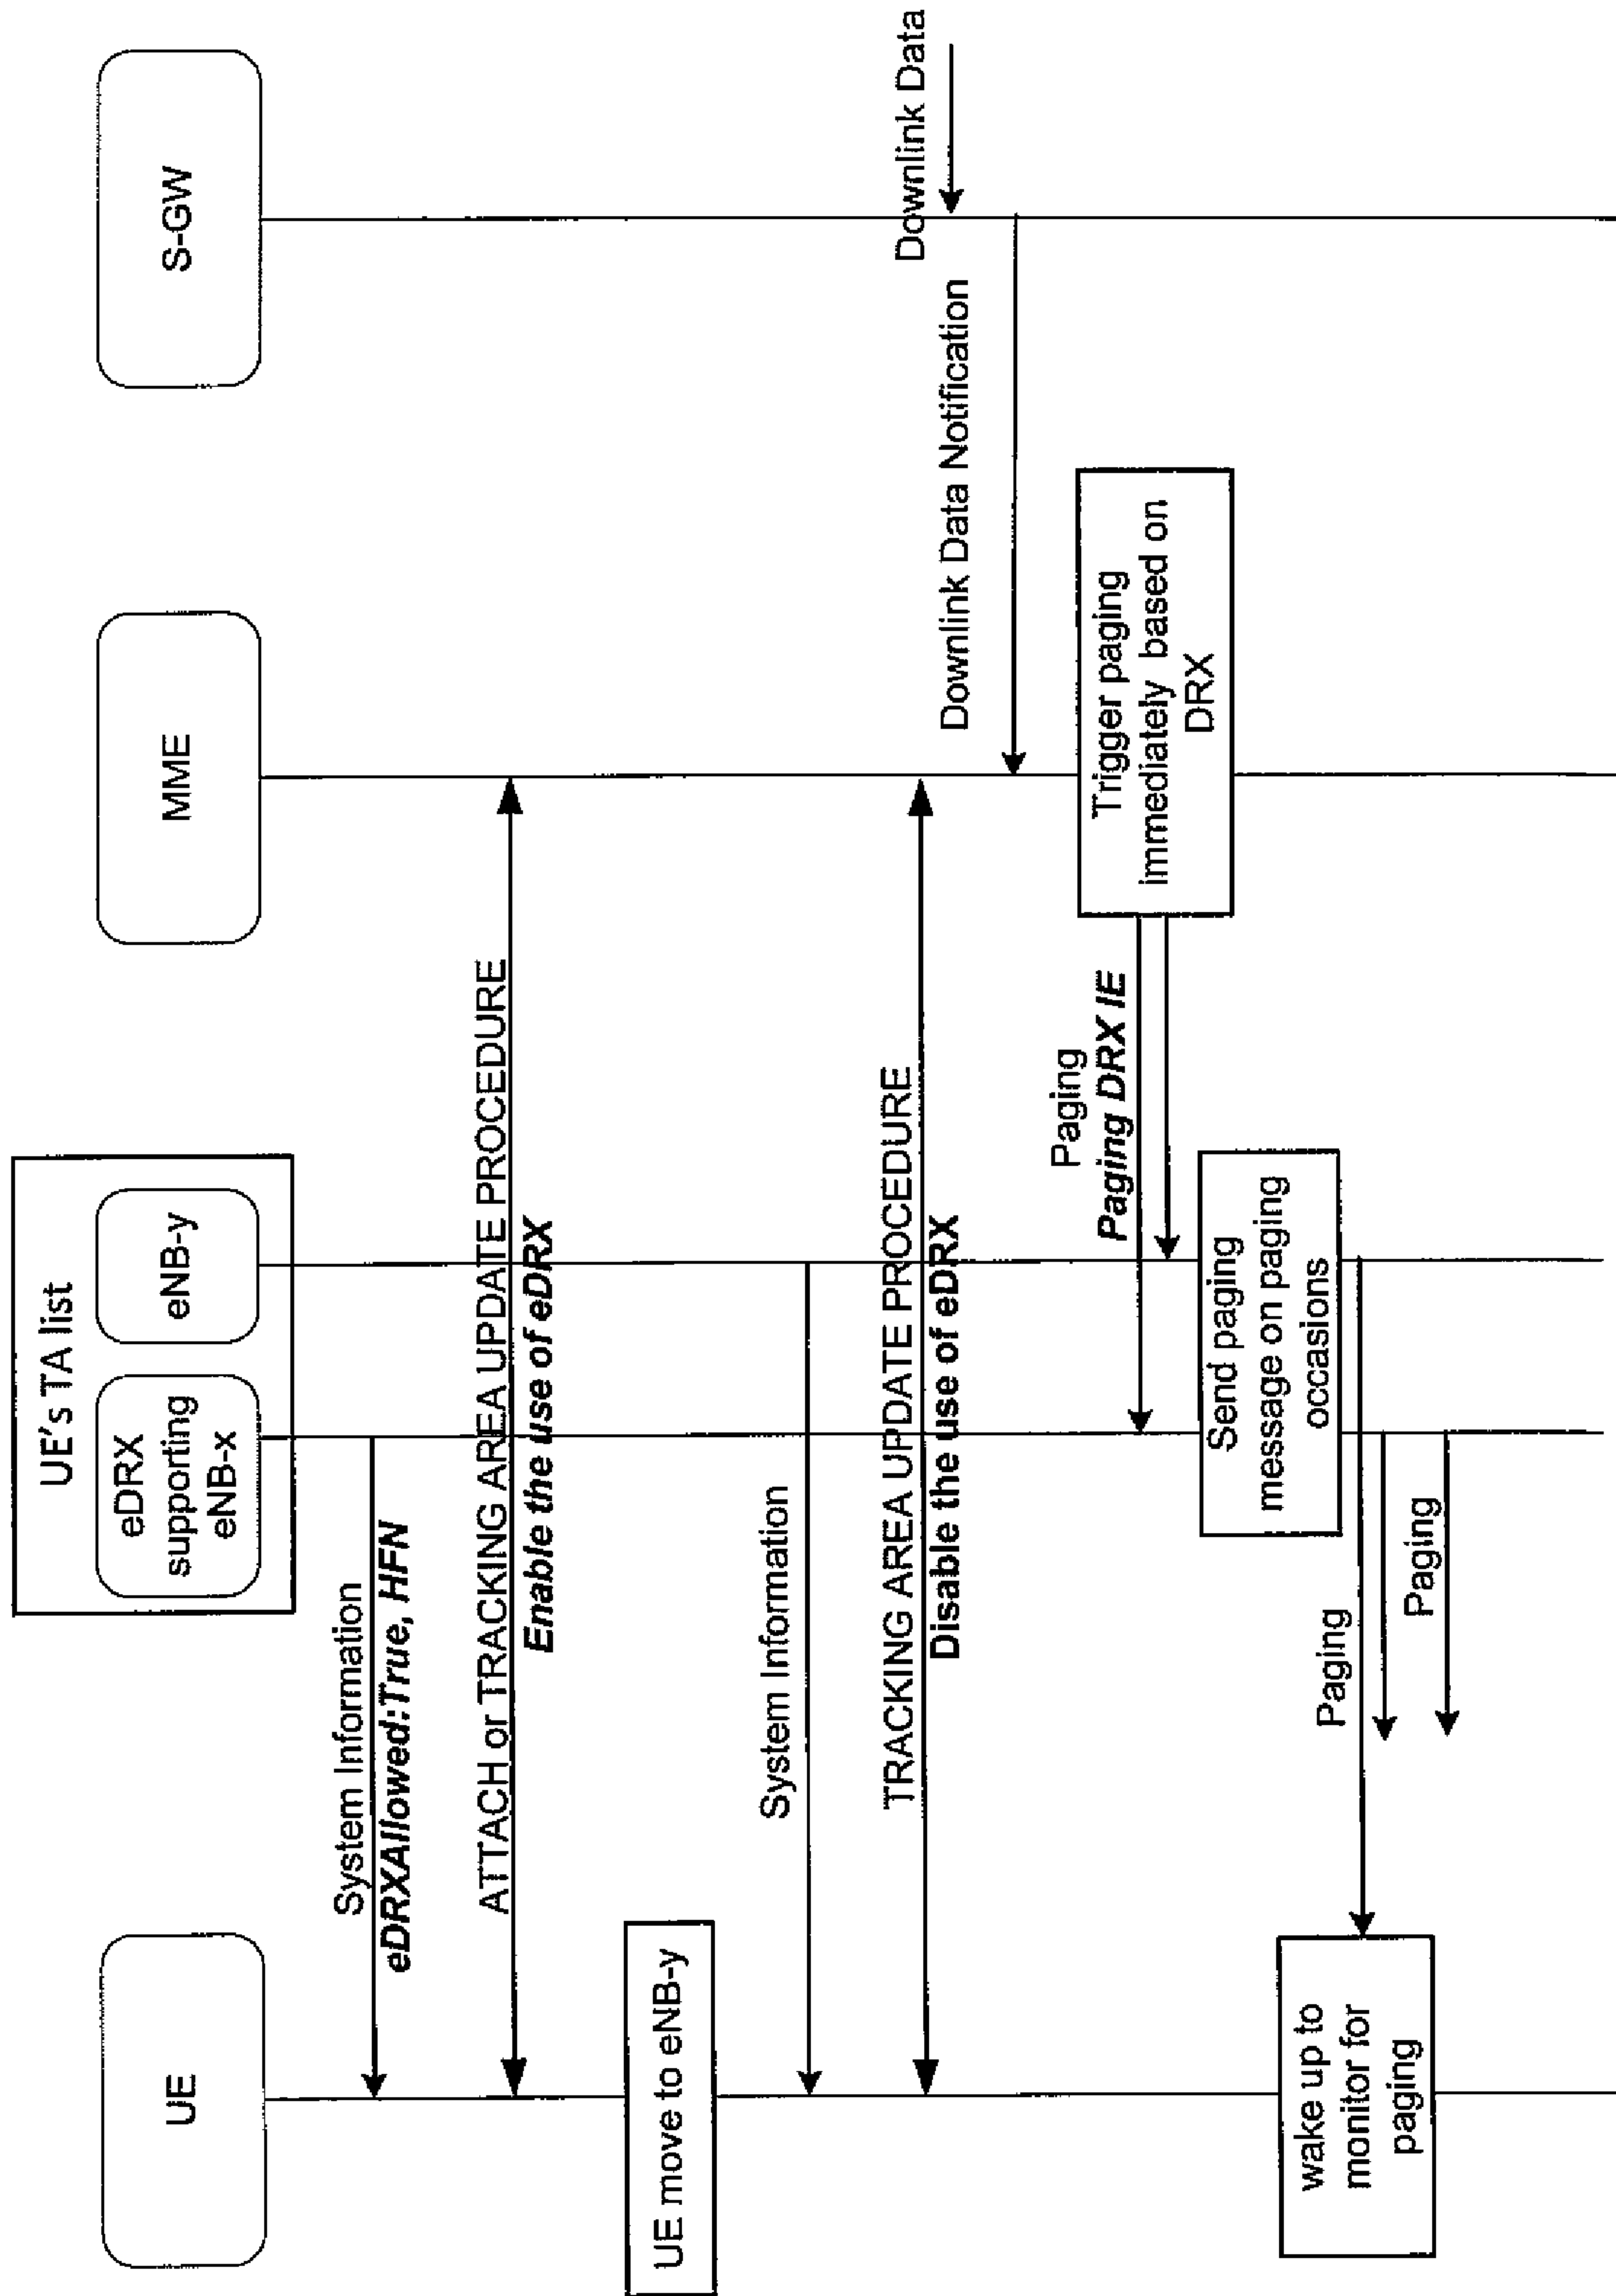 UE's TA list
UE
eDRX
supporting
eNB-x
eNB-y
MME
S-GW
System Information
eDRXAllowed:True, HFN
ATTACH or TRACKING AREA UPDATE PROCEDURE
Enable the use of eDRX
UE move to eNB-y
System Information
TRACKING AREA UPDATE PROCEDURE
Disable the use of eDRX
Downlink Data
Downlink Data Notification
Trigger paging
immediately based on
DRX
Paging
Paging DRX IE
Send paging
message on paging
occasions
wake up to
monitor for
paging
Paging
Paging